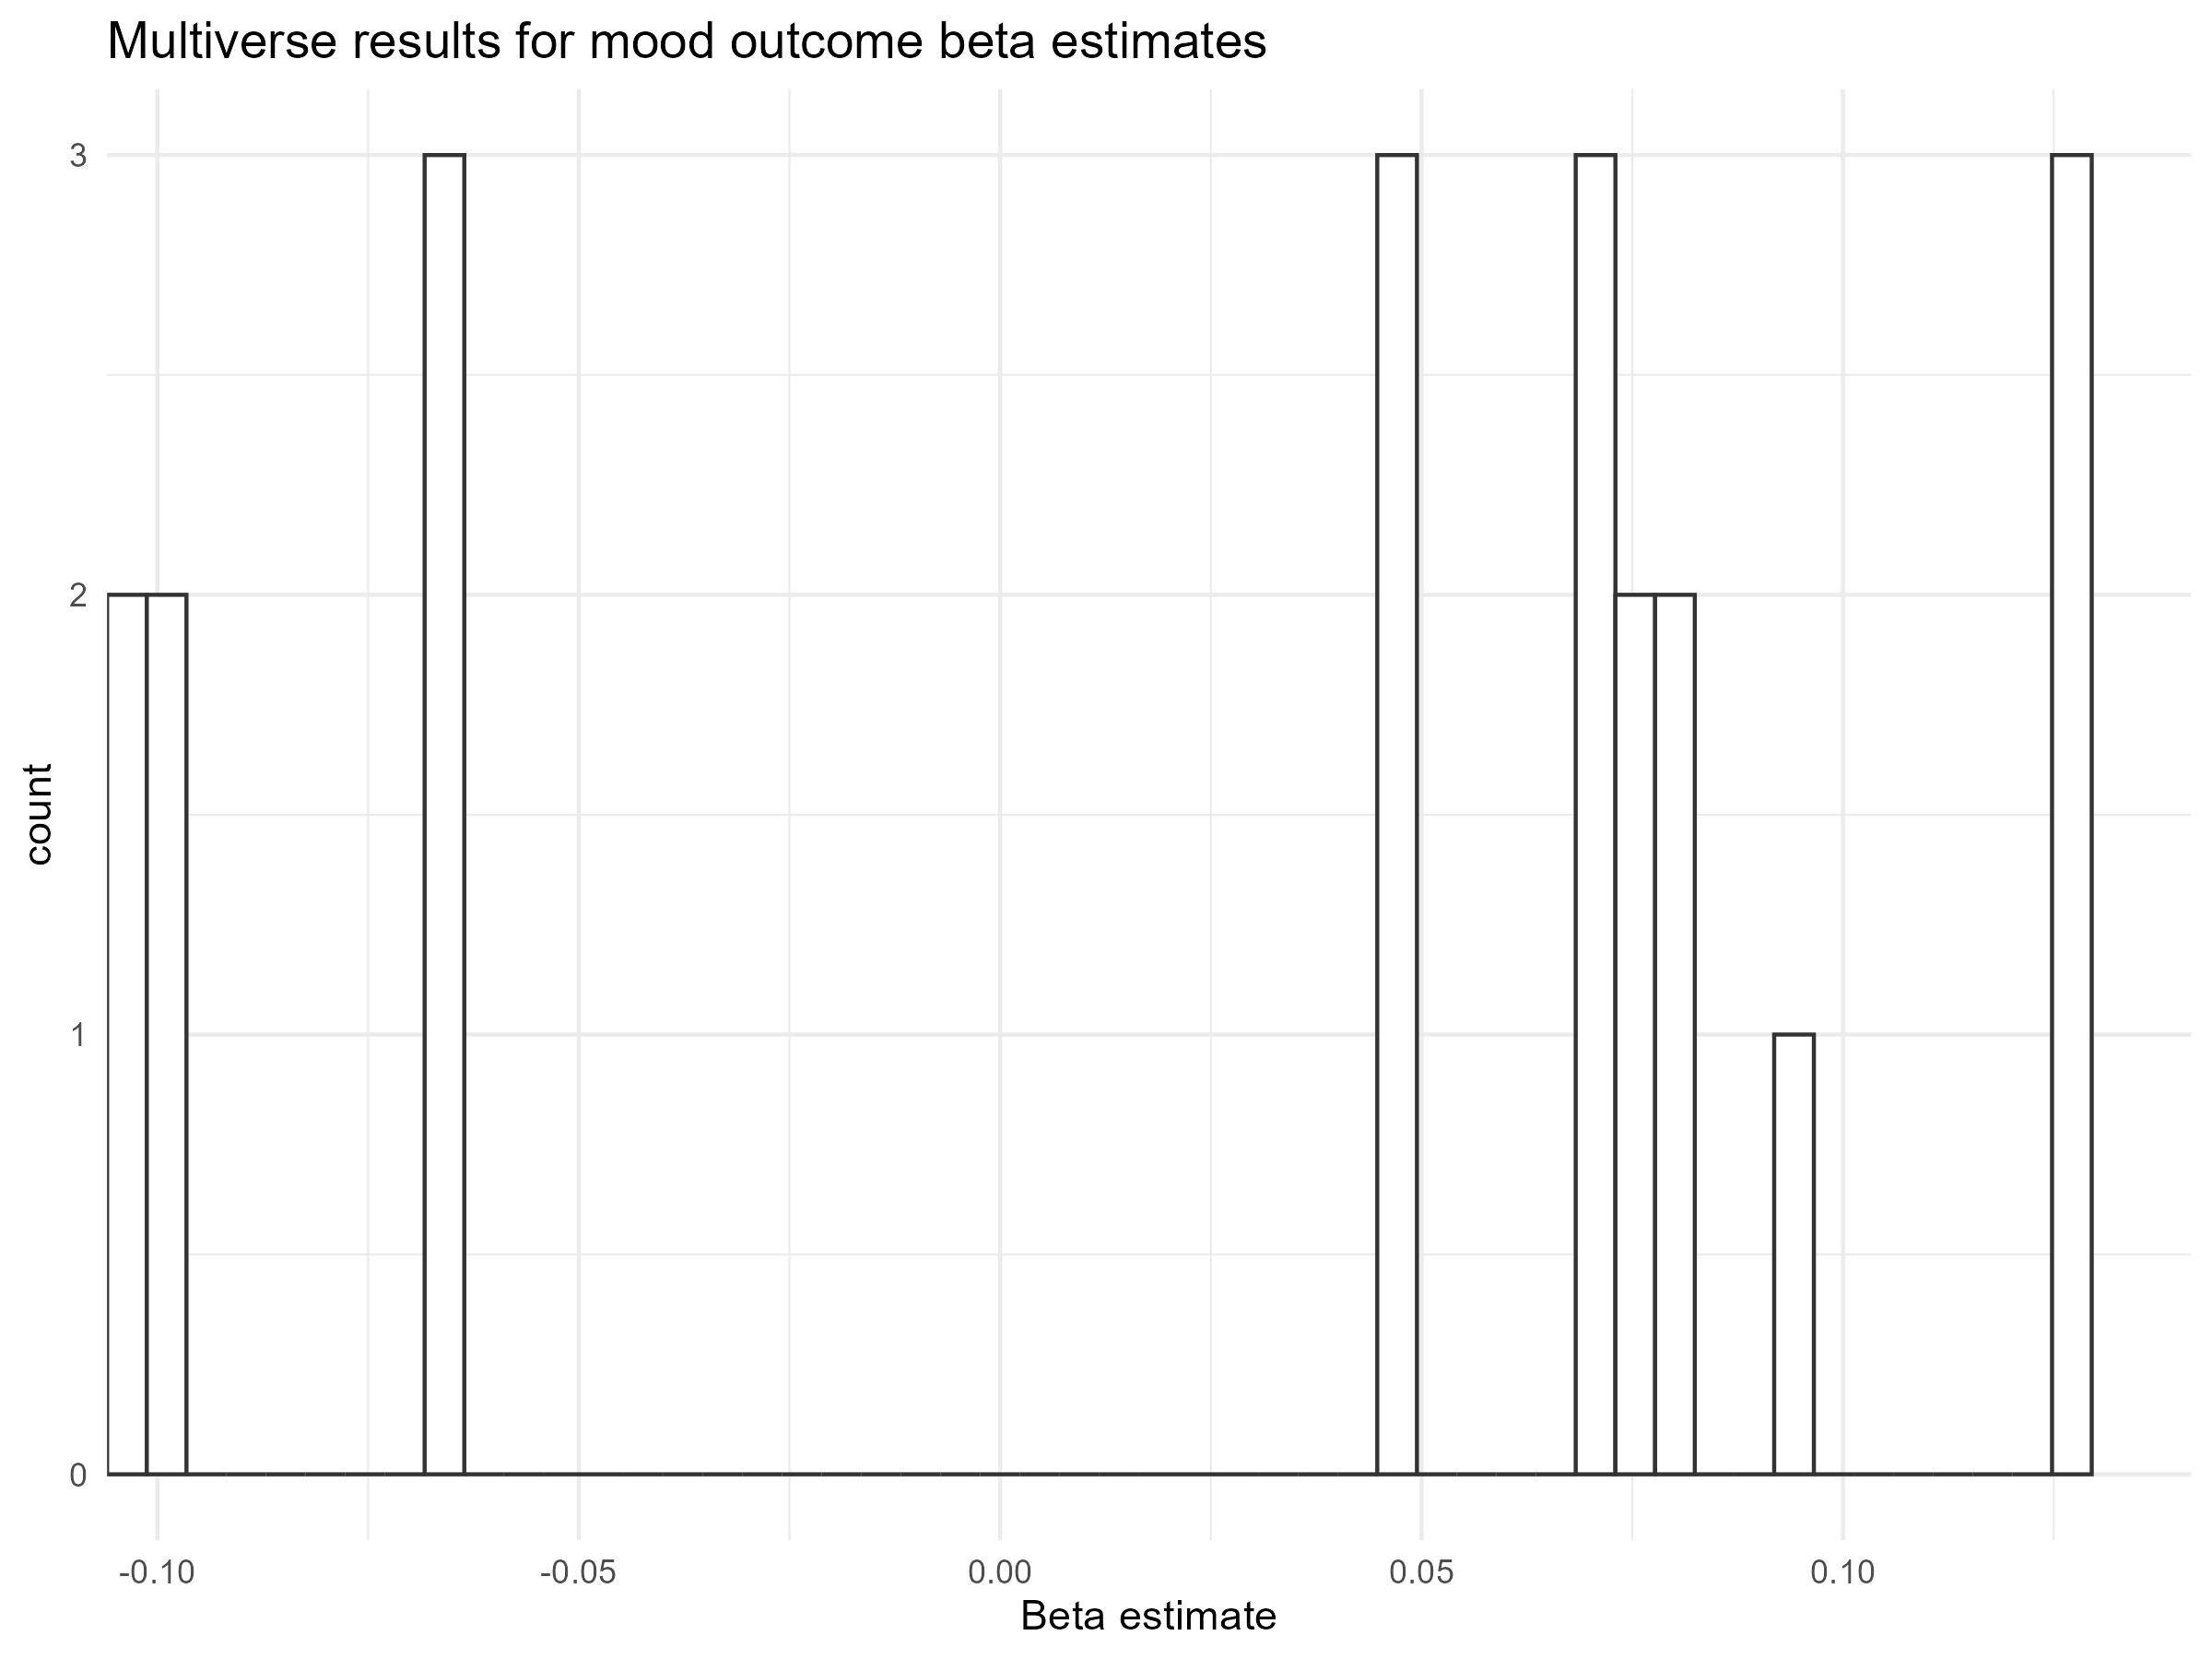 Multiverse results for mood outcome beta estimates
3
2
1
0
count
-0.10 -0.05 0.00 0.05 0.10
Beta estimate